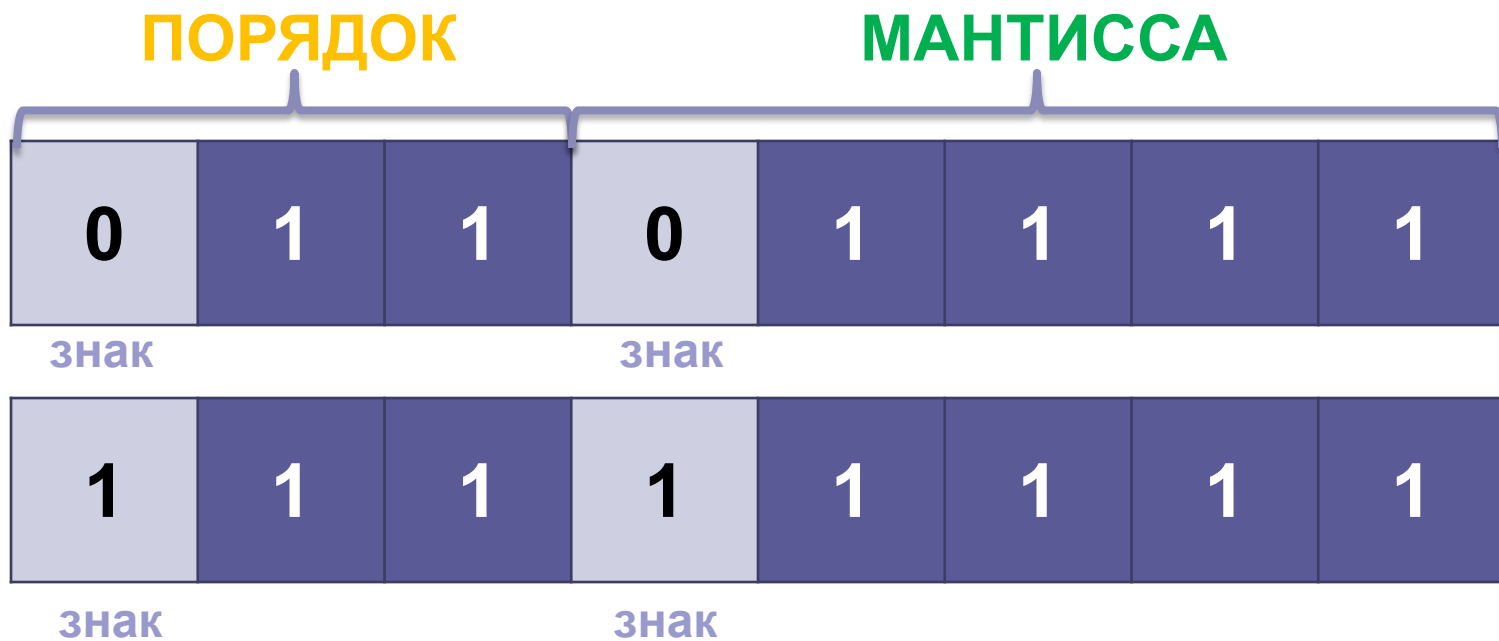 ПОРЯДОК МАНТИССА
0 1 1 0 1 1 1 1
знак знак
1 1 1 1 1 1 1 1
знак знак